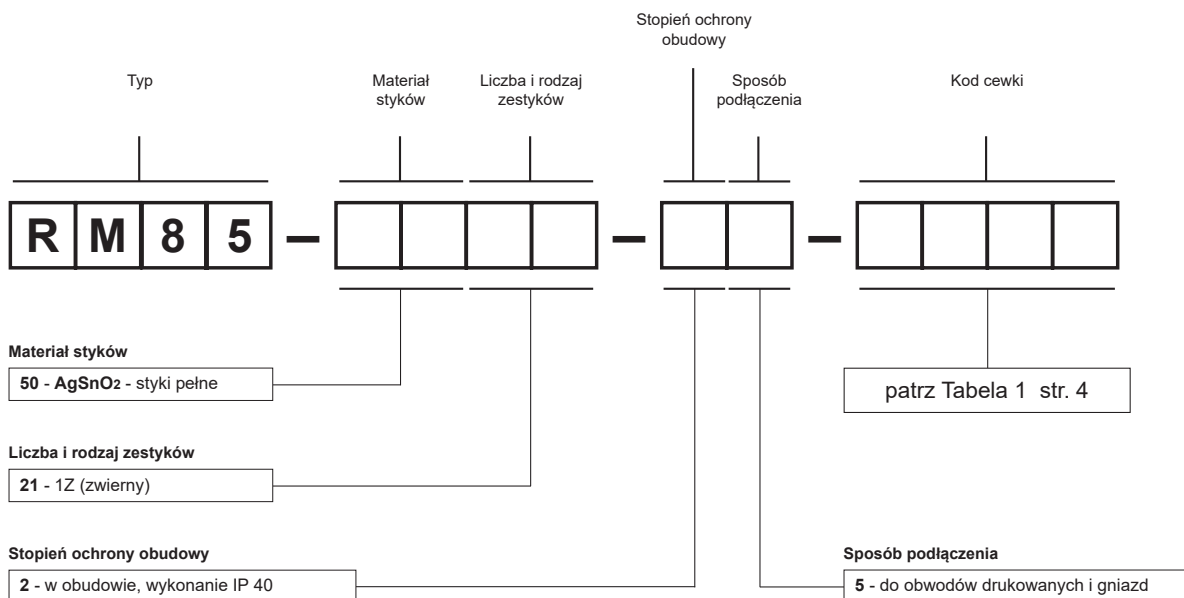 Stopień ochrony
obudowy
Typ
Materiał
styków
Liczba i rodzaj
zestyków
Sposób
podłączenia
Kod cewki
R M 8 5 – – –
Materiał styków
50 - AgSnO2 - styki pełne
patrz Tabela 1 str. 4
Liczba i rodzaj zestyków
21 - 1Z (zwierny)
Stopień ochrony obudowy
2 - w obudowie, wykonanie IP 40
Sposób podłączenia
5 - do obwodów drukowanych i gniazd